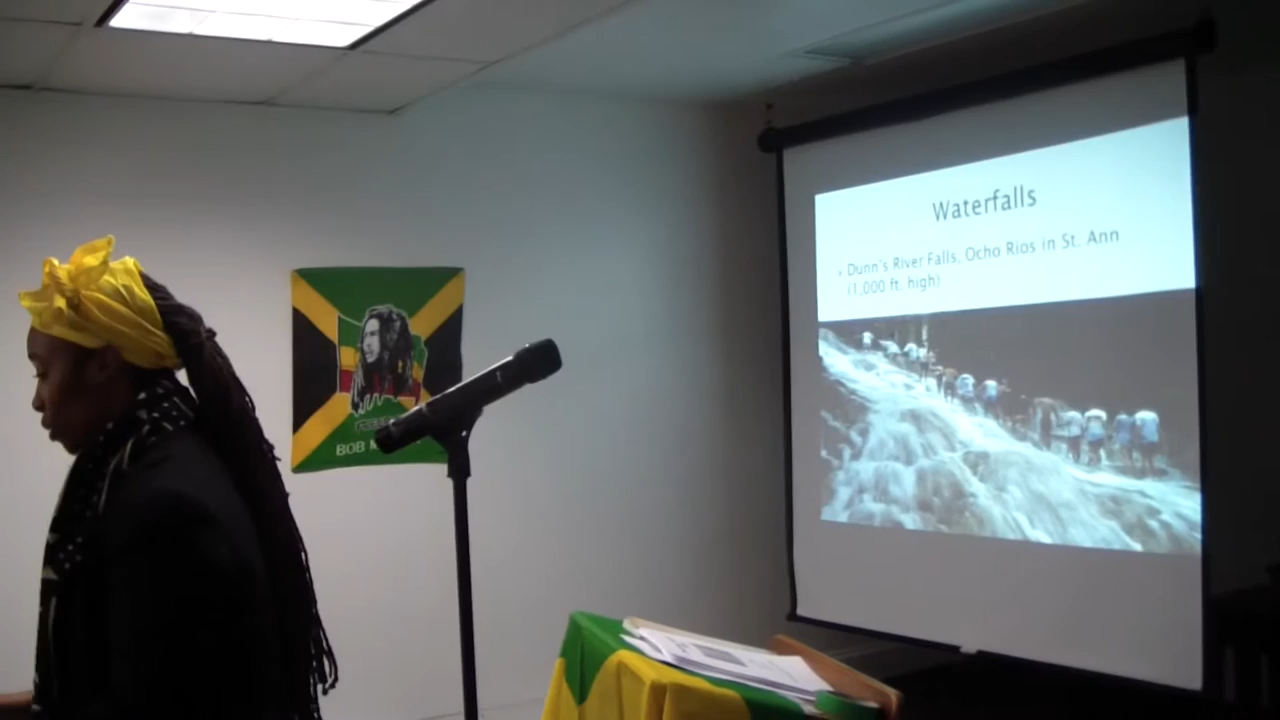 Waterfalls
Dunn's River Falls, Ocho Rios in St. Ann
(1,000 ft. high)
BOB